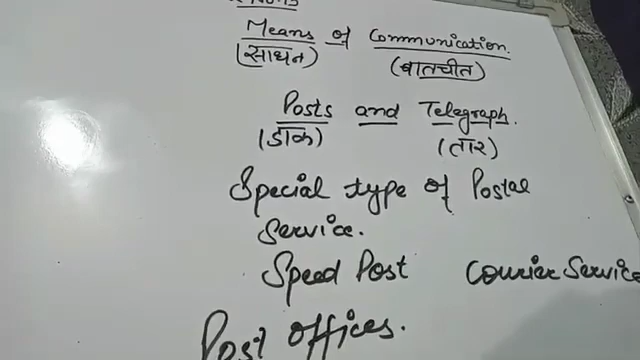 Means of Communication.
(साधन) (बातचीत)
Posts and Telegraph.
(डाक) (तार)
Special type of Postal
Service.
Speed Post Courier Service
Post Offices.